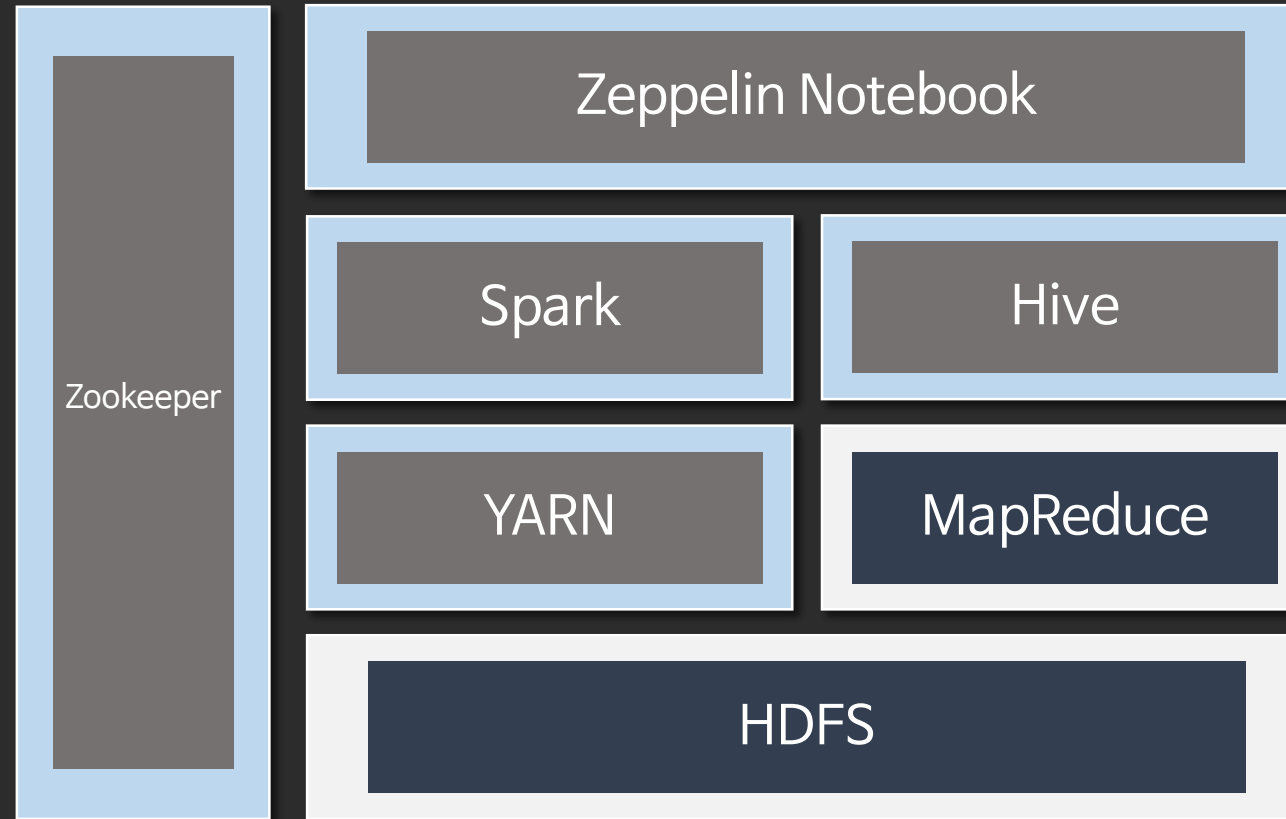 Zeppelin Notebook
Spark
Hive
Zookeeper
YARN
MapReduce
HDFS